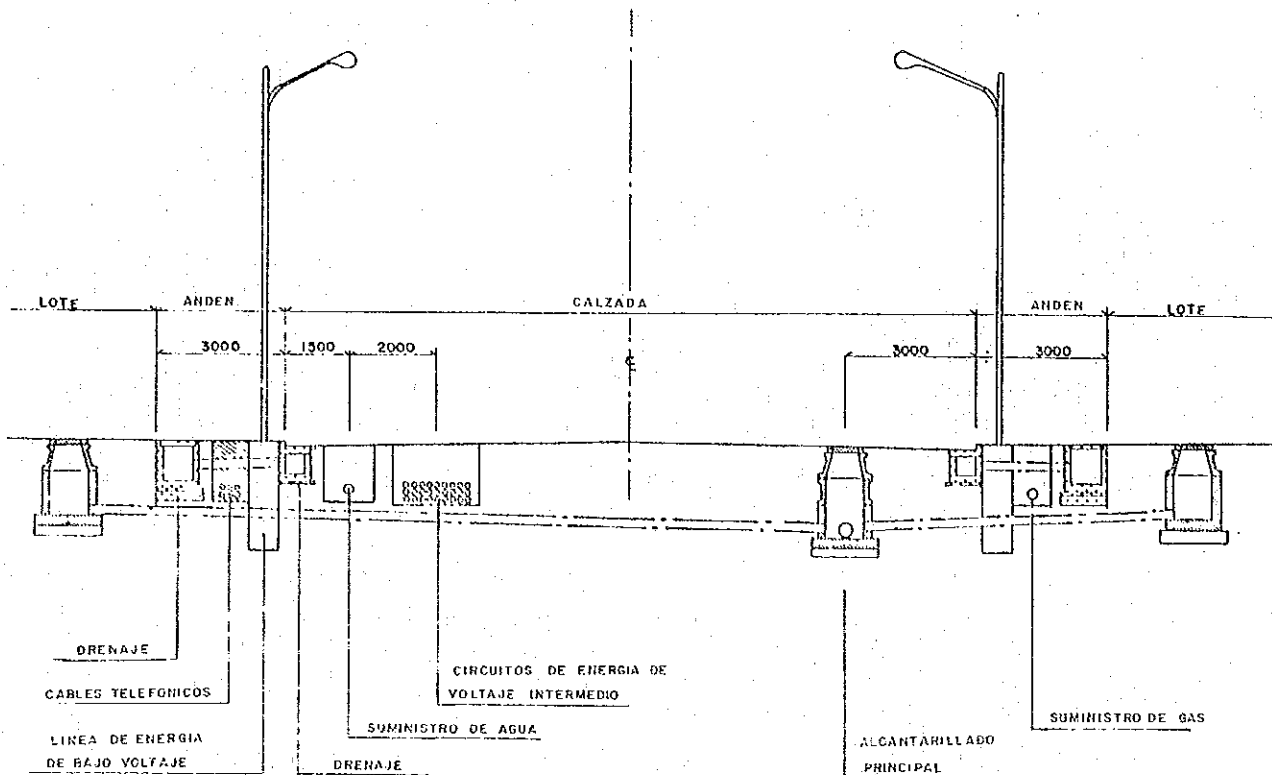 LOTE
ANDEN
CALZADA
ANDEN
LOTE
3000
1500
2000
3000
3000
℄
DRENAJE
CABLES TELEFONICOS
LINEA DE ENERGIA
DE BAJO VOLTAJE
DRENAJE
SUMINISTRO DE AGUA
CIRCUITOS DE ENERGIA DE
VOLTAJE INTERMEDIO
ALCANTARILLADO
PRINCIPAL
SUMINISTRO DE GAS